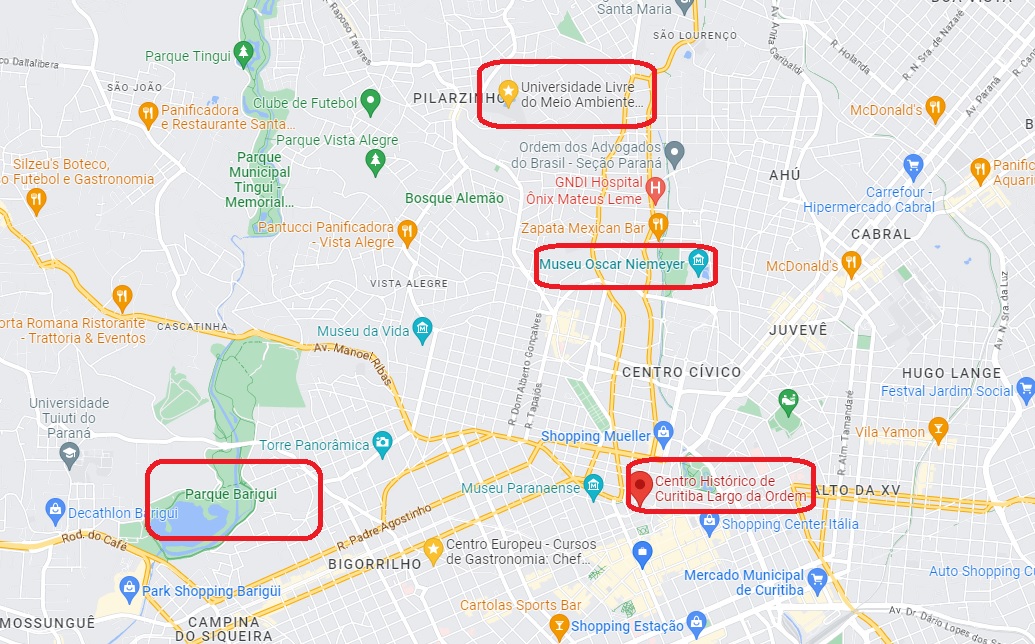 Santa Maria
BOA VISTA
SÃO LOURENÇO
R. Raposo Tavares
Av. Anita Garibaldi
R. Holanda
R. N. Sra. de Nazaré
Parque Tingui
co Daltalibera
SÃO JOÃO
Clube de Futebol
PILARZINHO
Universidade Livre
do Meio Ambiente...
Av. Paraná
McDonald's
Panificadora
e Restaurante Santa...
Parque Vista Alegre
Ordem dos Advogados
do Brasil - Seção Paraná
AHÚ
Silzeu's Boteco,
o Futebol e Gastronomia
Parque
Municipal
Tingui -
Memorial...
Bosque Alemão
GNDI Hospital
Ônix Mateus Leme
Carrefour -
Hipermercado Cabral
Panific
Aquari
Pantucci Panificadora
- Vista Alegre
Zapata Mexican Bar
CABRAL
Museu Oscar Niemeyer
McDonald's
VISTA ALEGRE
orta Romana Ristorante
- Trattoria & Eventos
CASCATINHA
Museu da Vida
JUVEVÊ
Av. N. Sra. da Luz
Av. Manoel Ribas
R. Dom Alberto Gonçalves
R. Tapajós
CENTRO CÍVICO
HUGO LANGE
Festval Jardim Social
Universidade
Tuiuti do
Paraná
R. Alm. Tamandaré
Vila Yamon
Torre Panorâmica
Shopping Mueller
Parque Barigui
Museu Paranaense
Centro Histórico de
Curitiba Largo da Ordem
ALTO DA XV
Decathlon Barigui
Rod. do Café
R. Padre Agostinho
Shopping Center Itália
Centro Europeu - Cursos
de Gastronomia: Chef...
BIGORRILHO
Mercado Municipal
de Curitiba
Auto Shopping C
Park Shopping Barigüi
Cartolas Sports Bar
MOSSUNGUÊ
CAMPINA
DO SIQUEIRA
Shopping Estação
Av. Dr. Dário Lopes dos S